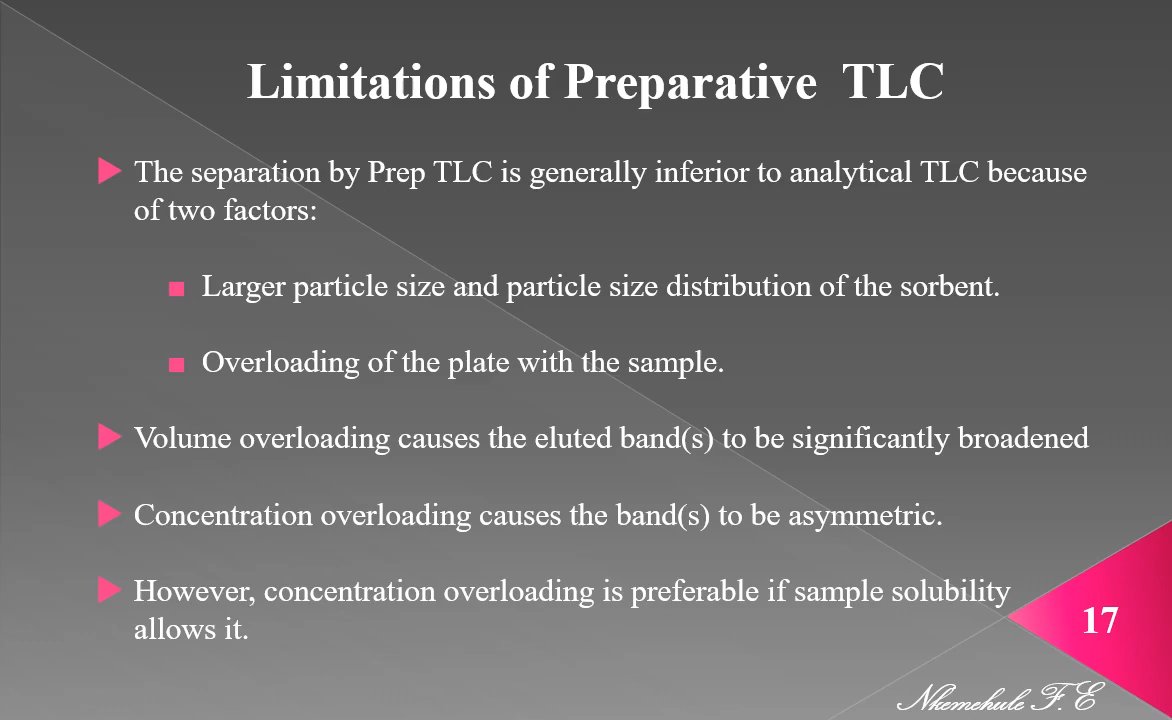 Limitations of Preparative TLC
The separation by Prep TLC is generally inferior to analytical TLC because
of two factors:
Larger particle size and particle size distribution of the sorbent.
Overloading of the plate with the sample.
Volume overloading causes the eluted band(s) to be significantly broadened
Concentration overloading causes the band(s) to be asymmetric.
However, concentration overloading is preferable if sample solubility
allows it.
17
Nkemehule F. E